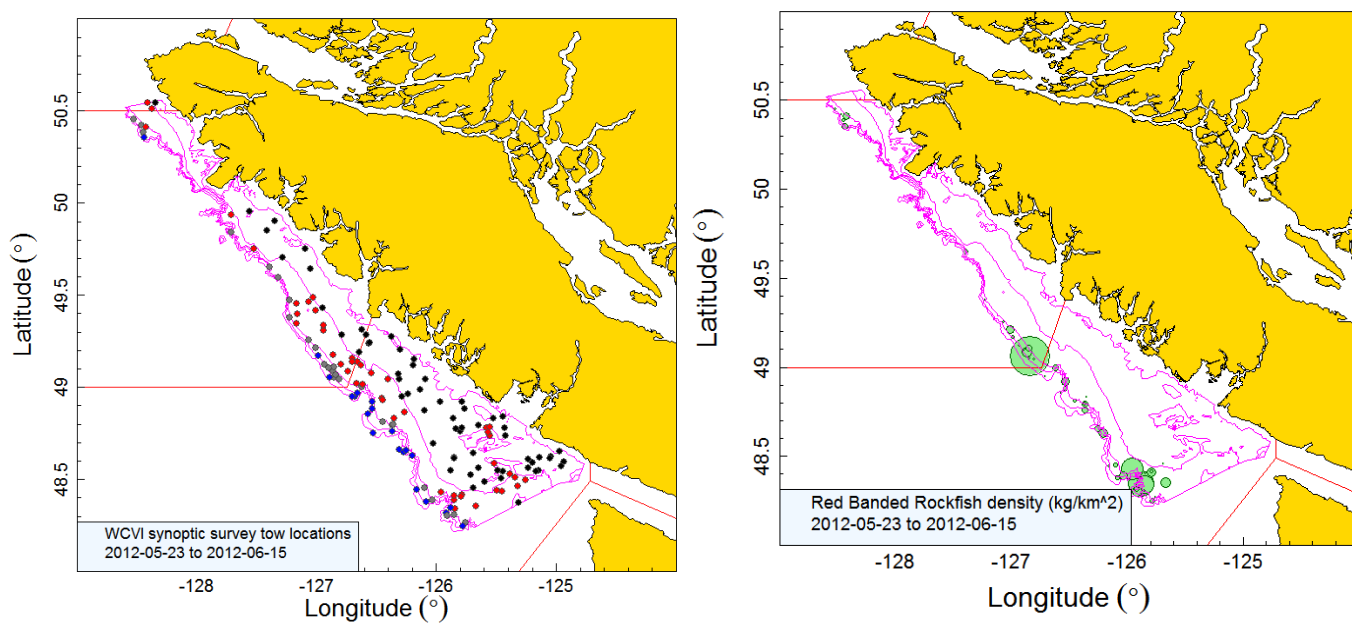 50.5
50
49.5
49
48.5
Latitude (°)
WCVI synoptic survey tow locations
2012-05-23 to 2012-06-15
-128
-127
-126
-125
Longitude (°)
50.5
50
49.5
49
48.5
Latitude (°)
Red Banded Rockfish density (kg/km^2)
2012-05-23 to 2012-06-15
-128
-127
-126
-125
Longitude (°)